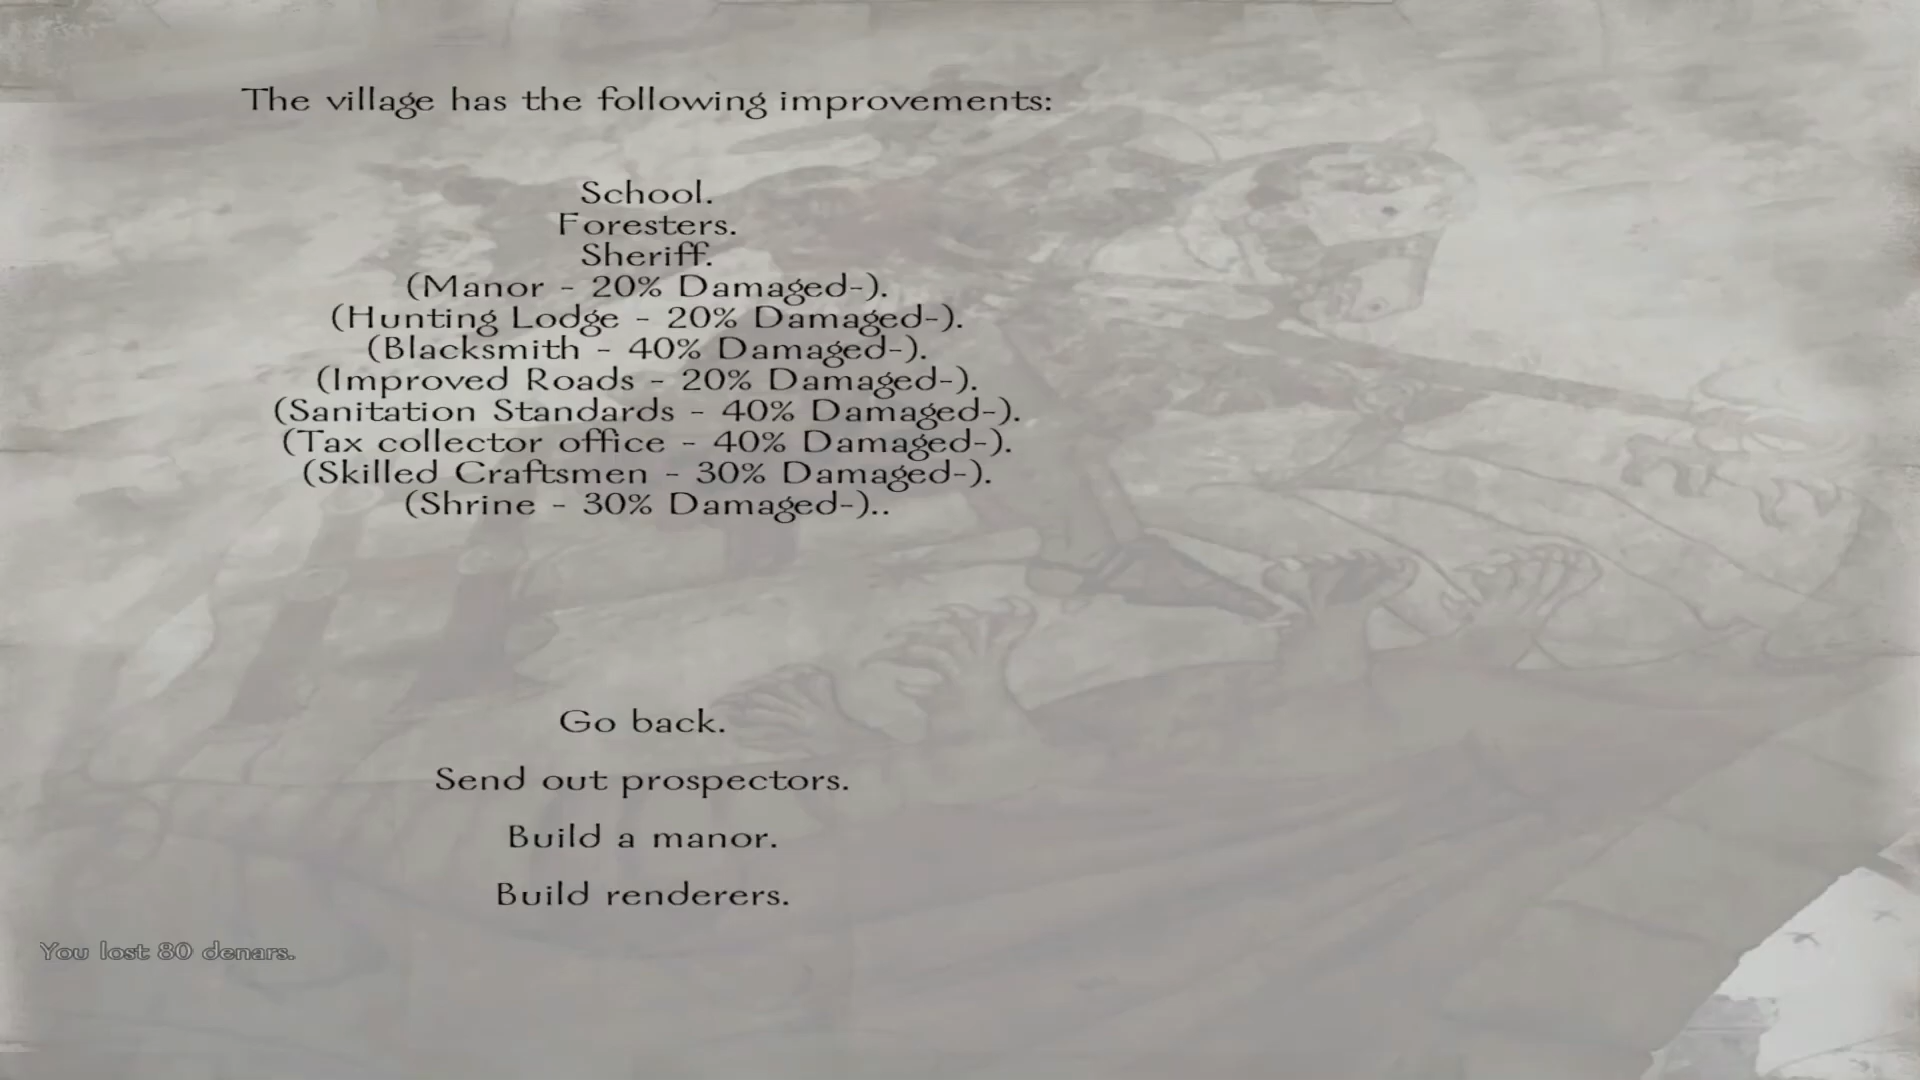 The village has the following improvements:
School.
Foresters.
Sheriff.
(Manor - 20% Damaged-).
(Hunting Lodge - 20% Damaged-).
(Blacksmith - 40% Damaged-).
(Improved Roads - 20% Damaged-).
(Sanitation Standards - 40% Damaged-).
(Tax collector office - 40% Damaged-).
(Skilled Craftsmen - 30% Damaged-).
(Shrine - 30% Damaged-)..
Go back.
Send out prospectors.
Build a manor.
Build renderers.
You lost 80 denars.